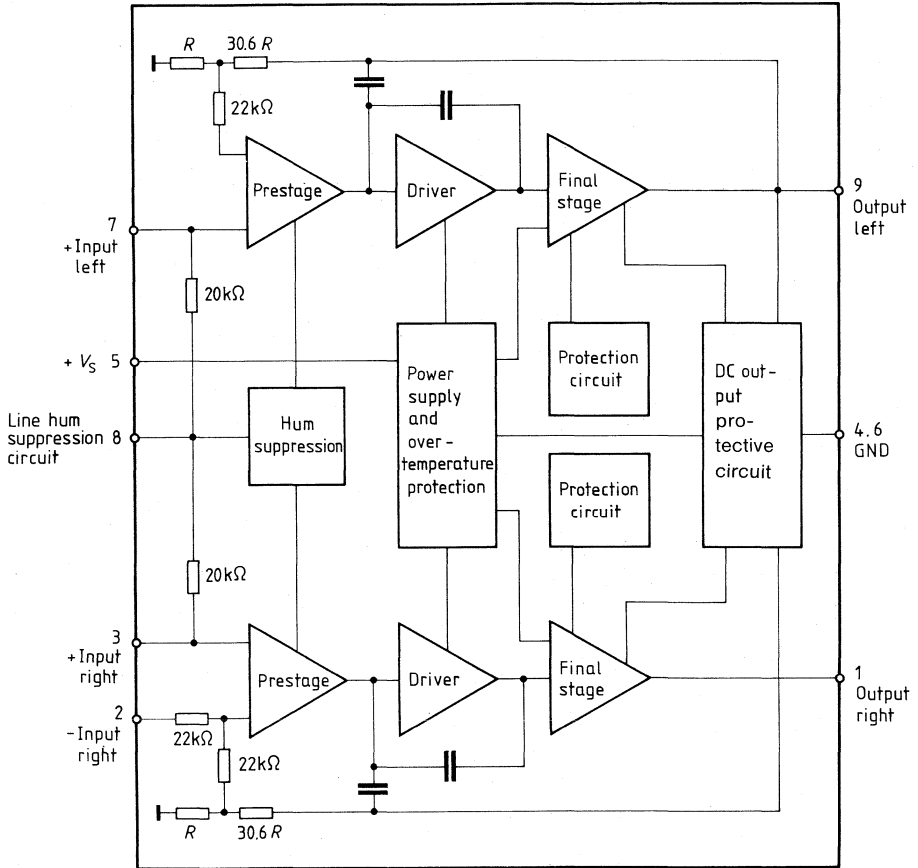 R
30.6 R
22kΩ
Prestage
Driver
Final
stage
9
Output
left
7
+Input
left
20kΩ
+ Vs 5
Power
supply
and
over-
temperature
protection
Protection
circuit
DC out-
put
pro-
tective
circuit
Line hum
suppression 8
circuit
Hum
suppression
4.6
GND
Protection
circuit
20kΩ
3
+Input
right
Prestage
Driver
Final
stage
1
Output
right
2
-Input
right
22kΩ
22kΩ
R
30.6 R